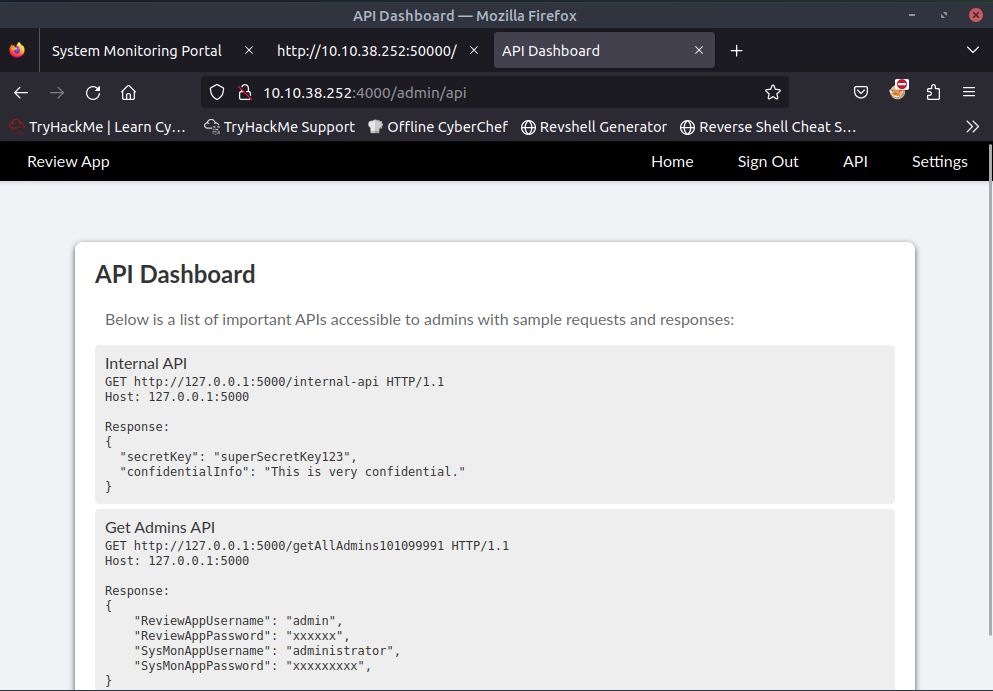 API Dashboard — Mozilla Firefox
System Monitoring Portal
http://10.10.38.252:50000/
API Dashboard
10.10.38.252:4000/admin/api
TryHackMe | Learn Cy…
TryHackMe Support
Offline CyberChef
Revshell Generator
Reverse Shell Cheat S…
Review App
Home
Sign Out
API
Settings
API Dashboard
Below is a list of important APIs accessible to admins with sample requests and responses:
Internal API
GET http://127.0.0.1:5000/internal-api HTTP/1.1
Host: 127.0.0.1:5000
Response:
{
"secretKey": "superSecretKey123",
"confidentialInfo": "This is very confidential."
}
Get Admins API
GET http://127.0.0.1:5000/getAllAdmins101099991 HTTP/1.1
Host: 127.0.0.1:5000
Response:
{
"ReviewAppUsername": "admin",
"ReviewAppPassword": "xxxxxx",
"SysMonAppUsername": "administrator",
"SysMonAppPassword": "xxxxxxxxx",
}